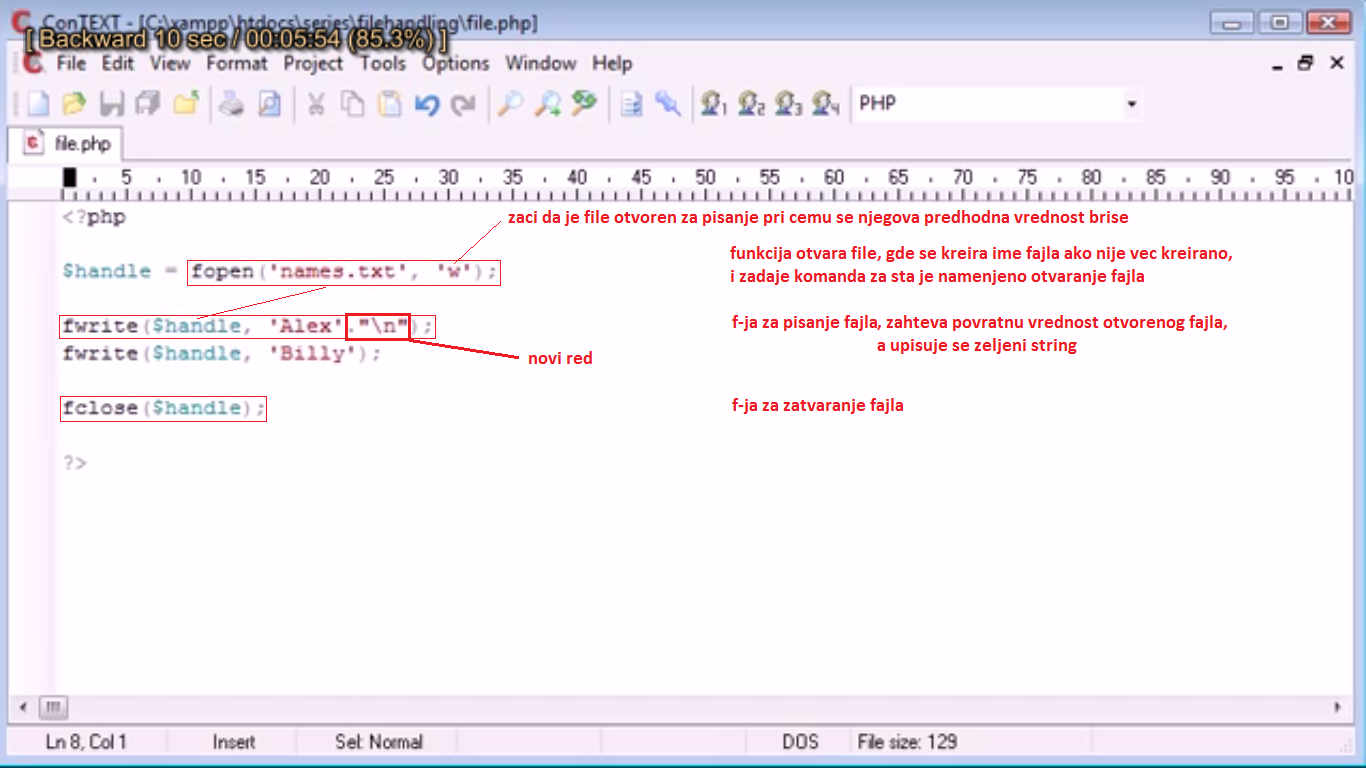 ConTEXT - [C:\xampp\htdocs\series\filehandling\file.php]
[ Backward 10 sec / 00:05:54 (85.3%) ]
File Edit View Format Project Tools Options Window Help
1 2 3 4 PHP
file.php
5 10 15 20 25 30 35 40 45 50 55 60 65 70 75 80 85 90 95 10
<?php
zaci da je file otvoren za pisanje pri cemu se njegova predhodna vrednost brise
funkcija otvara file, gde se kreira ime fajla ako nije vec kreirano,
$handle = fopen('names.txt', 'w');
i zadaje komanda za sta je namenjeno otvaranje fajla
fwrite($handle, 'Alex'."\n");
f-ja za pisanje fajla, zahteva povratnu vrednost otvorenog fajla,
a upisuje se zeljeni string
fwrite($handle, 'Billy');
novi red
fclose($handle);
f-ja za zatvaranje fajla
?>
Ln 8, Col 1 Insert Sel: Normal DOS File size: 129